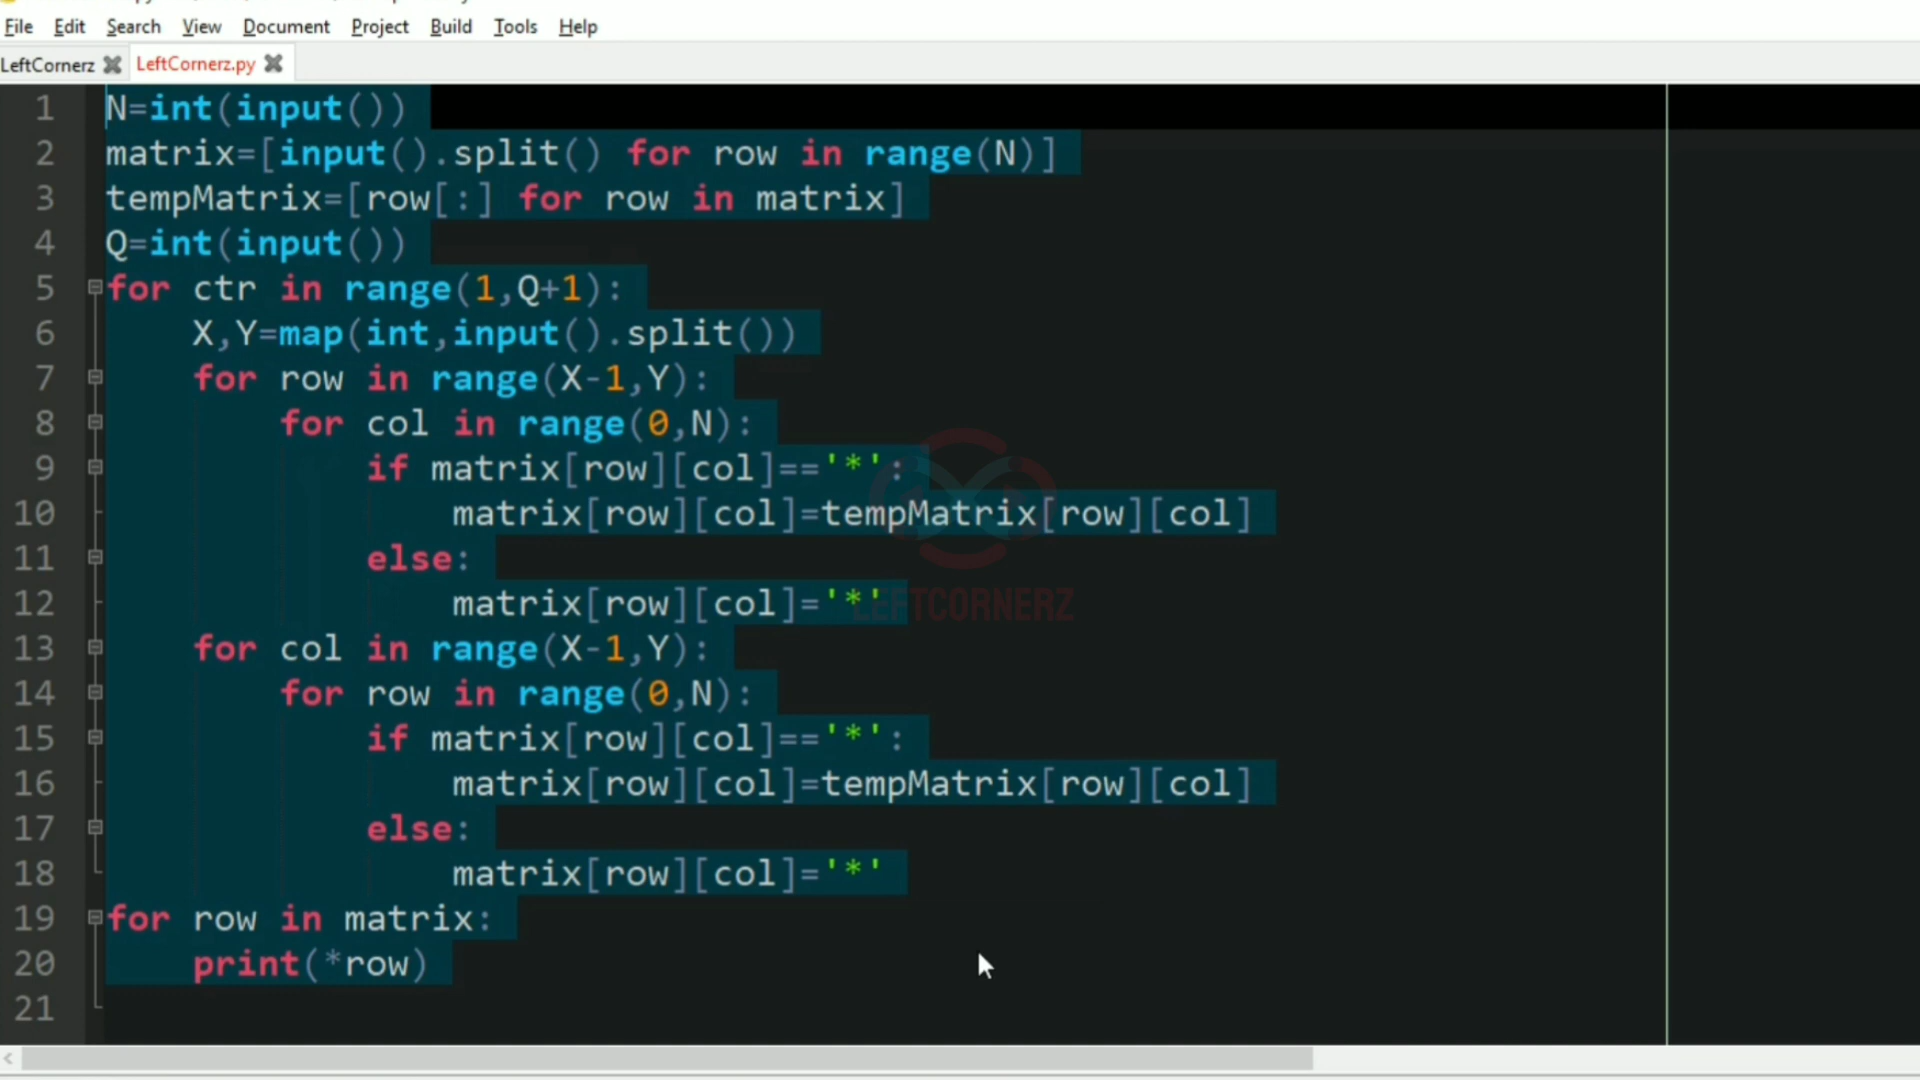 File Edit Search View Document Project Build Tools Help
LeftCornerz LeftCornerz.py
1 N=int(input())
2 matrix=[input().split() for row in range(N)]
3 tempMatrix=[row[:] for row in matrix]
4 Q=int(input())
5 for ctr in range(1,Q+1):
6     X,Y=map(int,input().split())
7     for row in range(X-1,Y):
8         for col in range(0,N):
9             if matrix[row][col]=='*':
10                 matrix[row][col]=tempMatrix[row][col]
11             else:
12                 matrix[row][col]='*'
13     for col in range(X-1,Y):
14         for row in range(0,N):
15             if matrix[row][col]=='*':
16                 matrix[row][col]=tempMatrix[row][col]
17             else:
18                 matrix[row][col]='*'
19 for row in matrix:
20     print(*row)
21
LEFTCORNERZ